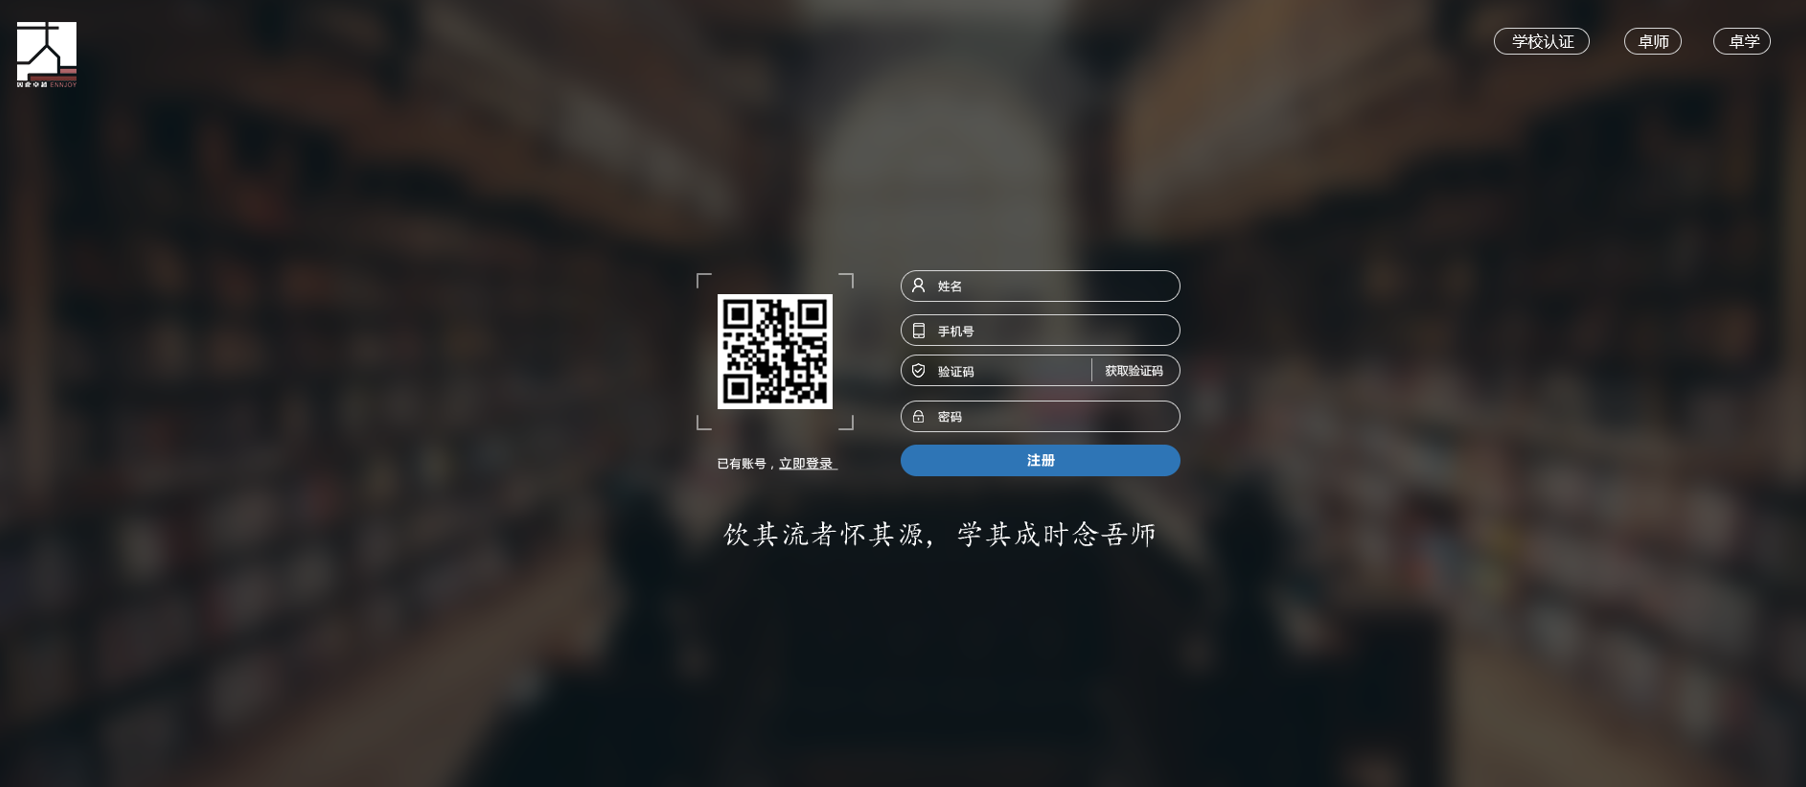 ENNJOY
学校认证
卓师
卓学
姓名
手机号
验证码 获取验证码
密码
已有账号，立即登录
注册
饮其流者怀其源，学其成时念吾师